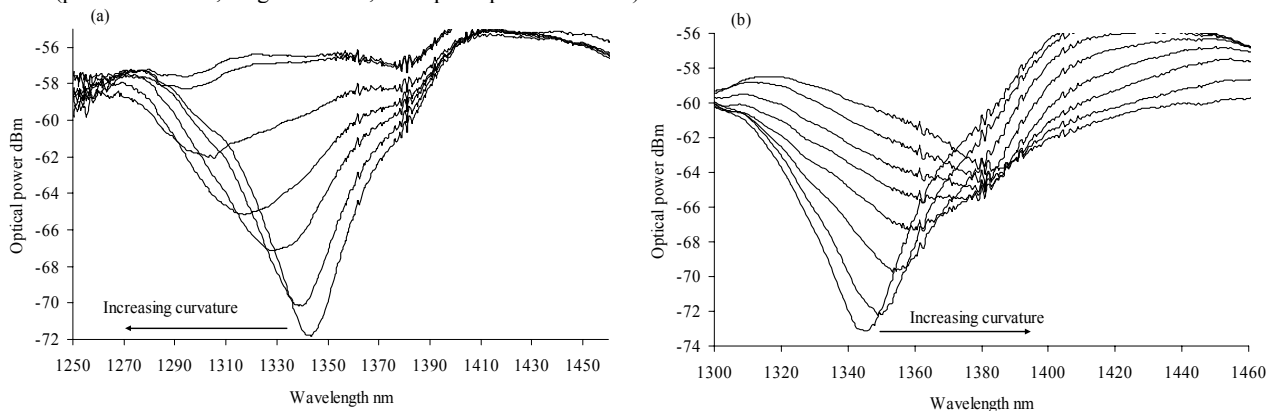 (a)
-56
-58
-60
-62
-64
-66
-68
-70
-72
Optical power dBm
Increasing curvature
1250 1270 1290 1310 1330 1350 1370 1390 1410 1430 1450
Wavelength nm
(b)
-56
-58
-60
-62
-64
-66
-68
-70
-72
-74
Optical power dBm
Increasing curvature
1300 1320 1340 1360 1380 1400 1420 1440 1460
Wavelength nm